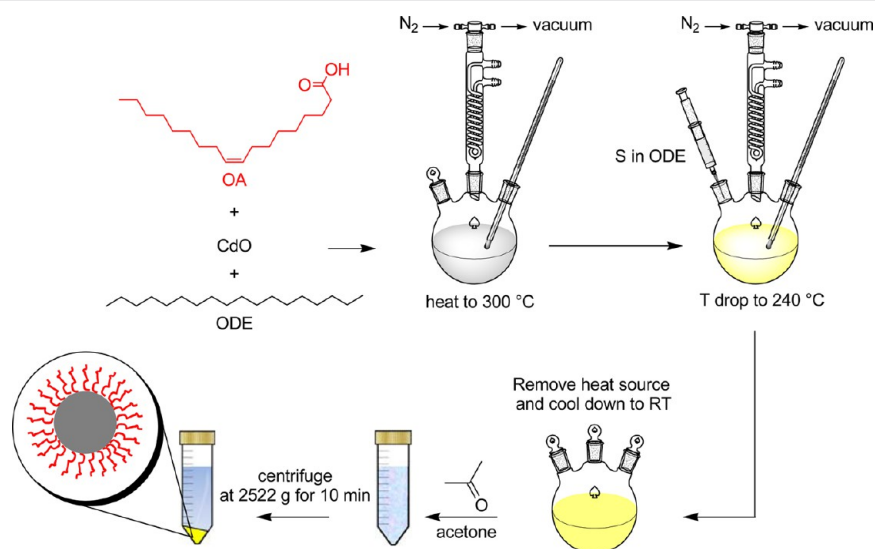 N2 → vacuum
N2 → vacuum
O
OH
OA
+
CdO
+
ODE
heat to 300 °C
S in ODE
T drop to 240 °C
Remove heat source
and cool down to RT
O
acetone
centrifuge
at 2522 g for 10 min